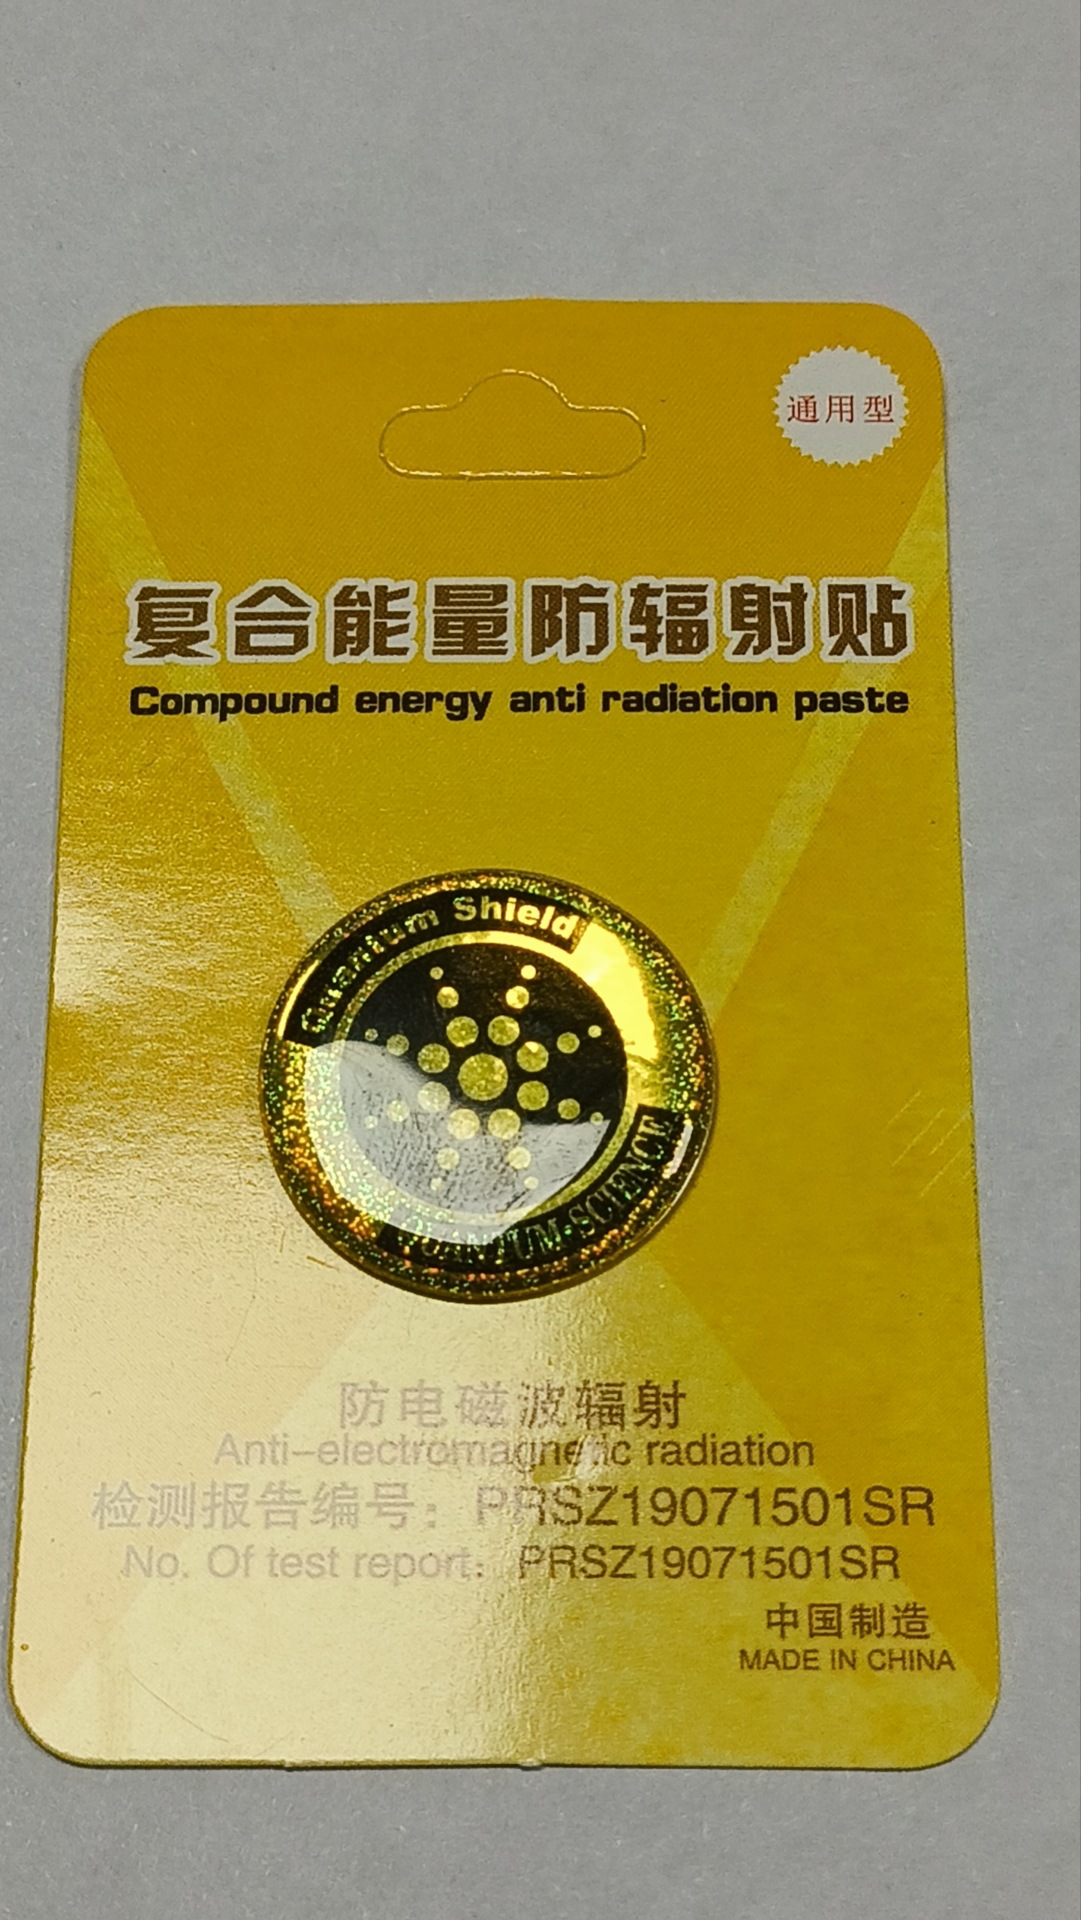 通用型
复合能量防辐射贴
Compound energy anti radiation paste
Quantum Shield
QUANTUM·SCIENCE
防电磁波辐射
Anti-electromagnetic radiation
检测报告编号：PRSZ19071501SR
No. Of test report：PRSZ19071501SR
中国制造
MADE IN CHINA